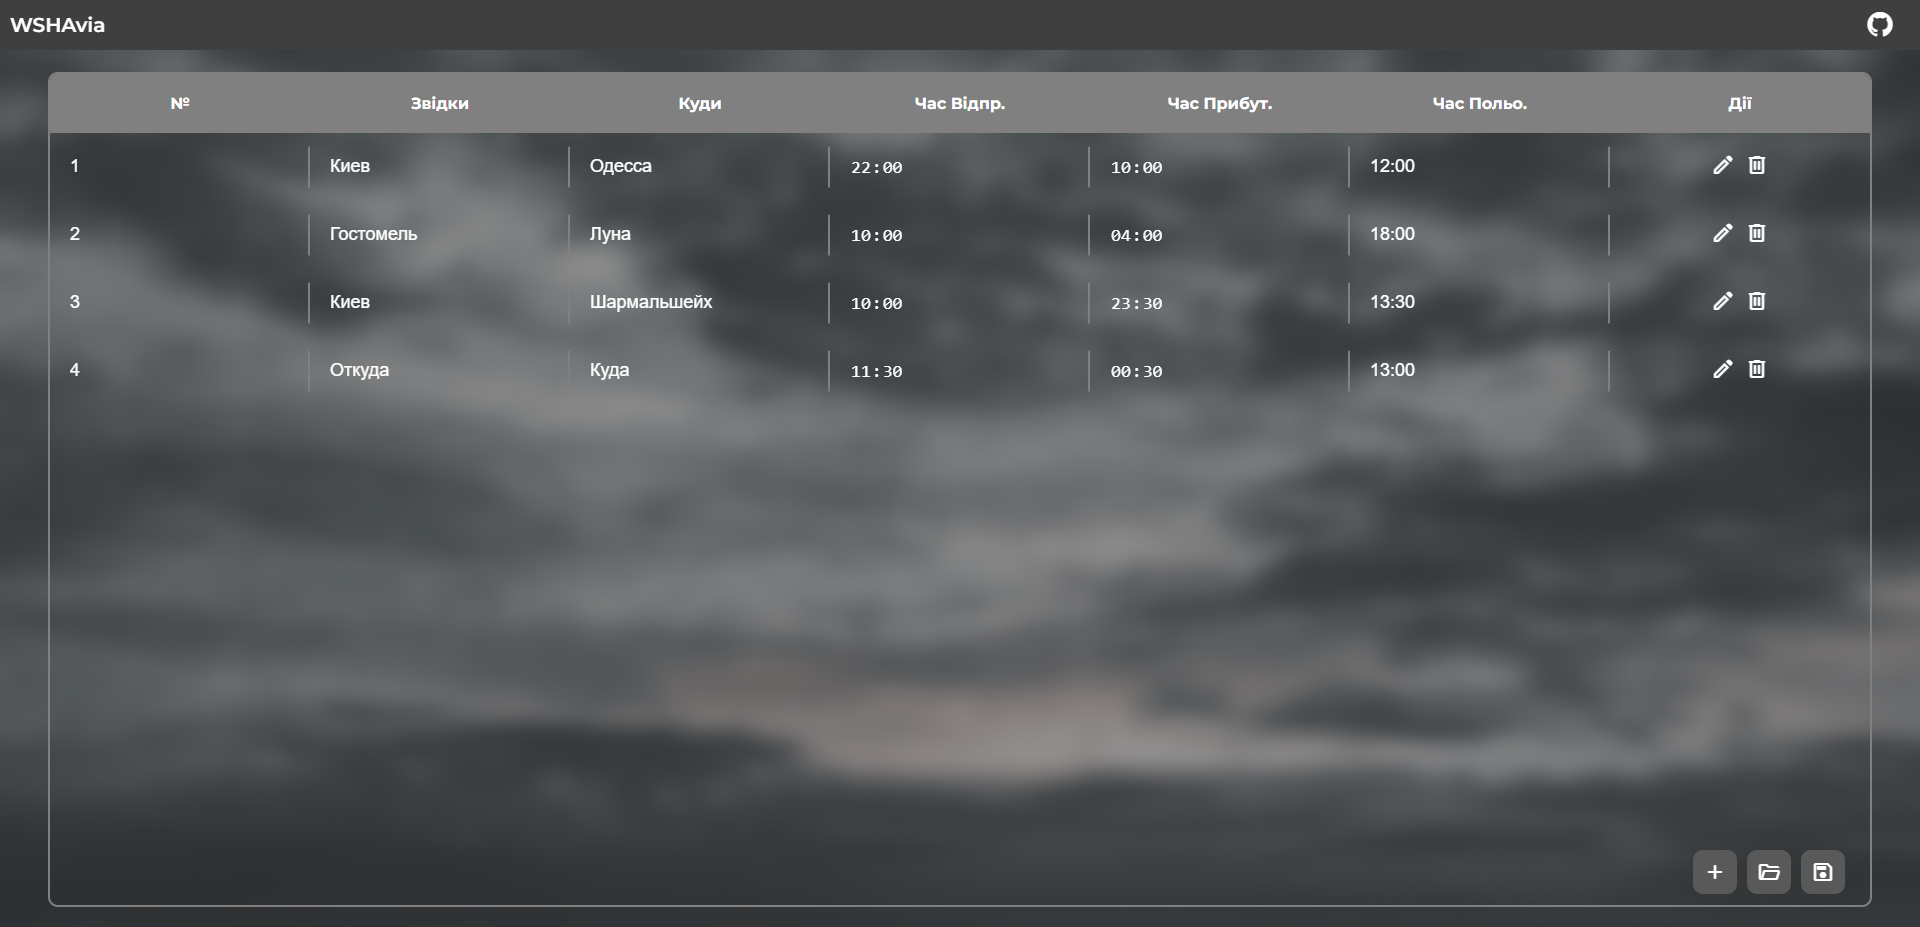 WSHAvia
№ Звідки Куди Час Відпр. Час Прибут. Час Польо. Дії
1 Киев Одесса 22:00 10:00 12:00
2 Гостомель Луна 10:00 04:00 18:00
3 Киев Шармальшейх 10:00 23:30 13:30
4 Откуда Куда 11:30 00:30 13:00